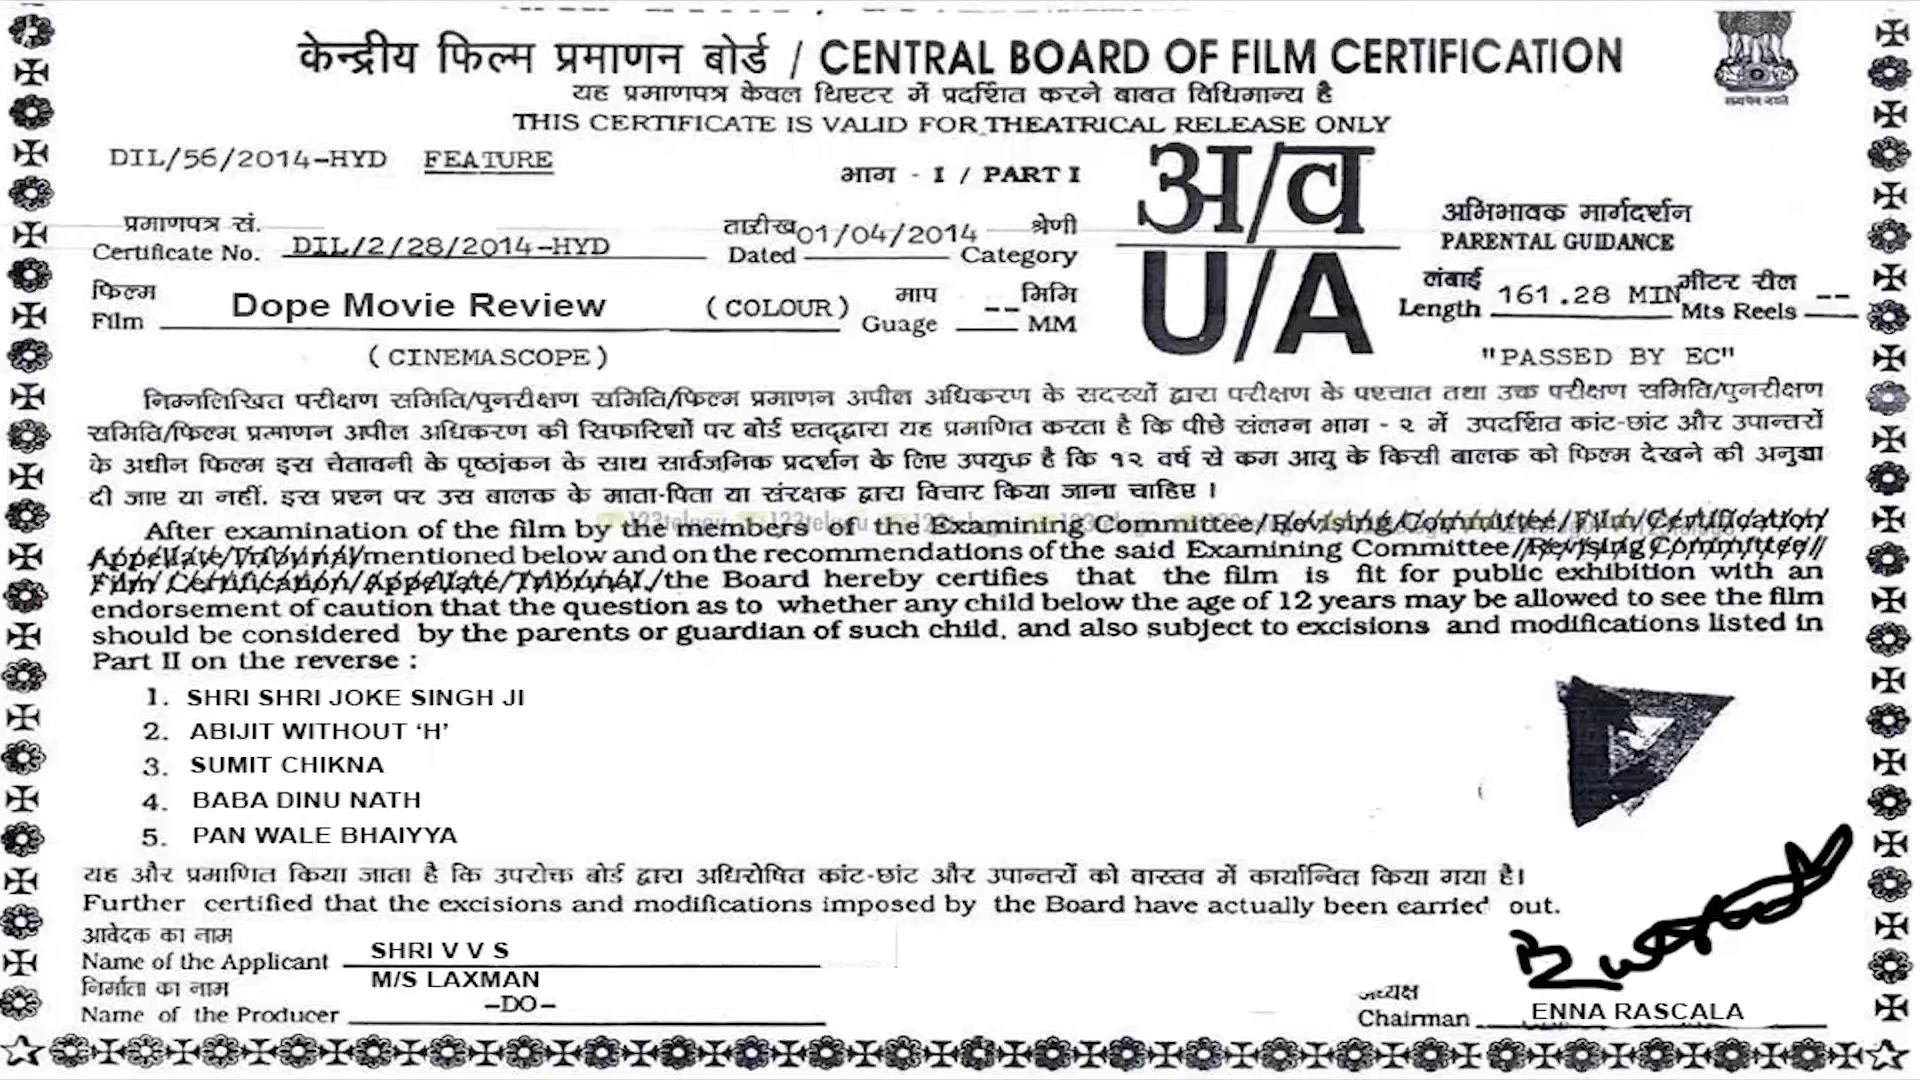 केन्द्रीय फिल्म प्रमाणन बोर्ड / CENTRAL BOARD OF FILM CERTIFICATION
सत्यमेव जयते
यह प्रमाणपत्र केवल थिएटर में प्रदर्शित करने बाबत विधिमान्य है
THIS CERTIFICATE IS VALID FOR THEATRICAL RELEASE ONLY
DIL/56/2014-HYD FEATURE
भाग - I / PART I
अ/व
U/A
अभिभावक मार्गदर्शन
PARENTAL GUIDANCE
प्रमाणपत्र सं.
Certificate No. DIL/2/28/2014-HYD
तारीख 01/04/2014 श्रेणी
Dated Category
फिल्म
Film Dope Movie Review (COLOUR)
माप -- मिमि
Guage MM
लंबाई 161.28 MIN मीटर रील --
Length Mts Reels
(CINEMASCOPE)
"PASSED BY EC"
निम्नलिखित परीक्षण समिति/पुनरीक्षण समिति/फिल्म प्रमाणन अपील अधिकरण के सदस्यों द्वारा परीक्षण के पश्चात तथा उक्त परीक्षण समिति/पुनरीक्षण
समिति/फिल्म प्रमाणन अपील अधिकरण की सिफारिशों पर बोर्ड एतद्द्वारा यह प्रमाणित करता है कि पीछे संलग्न भाग - २ में उपदर्शित कांट-छांट और उपान्तरों
के अधीन फिल्म इस चेतावनी के पृष्ठांकन के साथ सार्वजनिक प्रदर्शन के लिए उपयुक्त है कि १२ वर्ष से कम आयु के किसी बालक को फिल्म देखने की अनुज्ञा
दी जाए या नहीं. इस प्रश्न पर उस बालक के माता-पिता या संरक्षक द्वारा विचार किया जाना चाहिए ।
After examination of the film by the members of the Examining Committee/Revising/Committee/Film/Certification/
Appellate/Tribunal/mentioned below and on the recommendations of the said Examining Committee//Revising Committee//
Film Certification/Appellate/Tribunal./the Board hereby certifies that the film is fit for public exhibition with an
endorsement of caution that the question as to whether any child below the age of 12 years may be allowed to see the film
should be considered by the parents or guardian of such child, and also subject to excisions and modifications listed in
Part II on the reverse :
1. SHRI SHRI JOKE SINGH JI
2. ABIJIT WITHOUT ‘H’
3. SUMIT CHIKNA
4. BABA DINU NATH
5. PAN WALE BHAIYYA
यह और प्रमाणित किया जाता है कि उपरोक्त बोर्ड द्वारा अधिरोषित कांट-छांट और उपान्तरों को वास्तव में कार्यान्वित किया गया है।
Further certified that the excisions and modifications imposed by the Board have actually been carried out.
आवेदक का नाम
Name of the Applicant SHRI V V S
M/S LAXMAN
निर्माता का नाम
Name of the Producer -DO-
अध्यक्ष
Chairman ENNA RASCALA